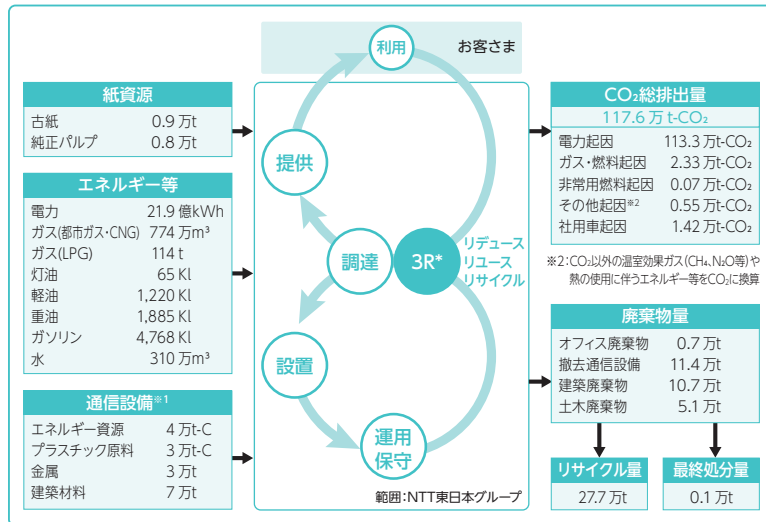 紙資源
古紙 0.9 万t
純正パルプ 0.8 万t
エネルギー等
電力 21.9 億kWh
ガス(都市ガス・CNG) 774 万m³
ガス(LPG) 114 t
灯油 65 Kl
軽油 1,220 Kl
重油 1,885 Kl
ガソリン 4,768 Kl
水 310 万m³
通信設備※1
エネルギー資源 4 万t-C
プラスチック原料 3 万t-C
金属 3 万t
建築材料 7 万t
利用
お客さま
提供
調達
3R*
リデュース
リユース
リサイクル
設置
運用
保守
範囲:NTT東日本グループ
CO₂総排出量
117.6 万 t-CO₂
電力起因 113.3 万t-CO₂
ガス・燃料起因 2.33 万t-CO₂
非常用燃料起因 0.07 万t-CO₂
その他起因※2 0.55 万t-CO₂
社用車起因 1.42 万t-CO₂
※2:CO₂以外の温室効果ガス(CH₄、N₂O等)や
熱の使用に伴うエネルギー等をCO₂に換算
廃棄物量
オフィス廃棄物 0.7 万t
撤去通信設備 11.4 万t
建築廃棄物 10.7 万t
土木廃棄物 5.1 万t
リサイクル量
27.7 万t
最終処分量
0.1 万t